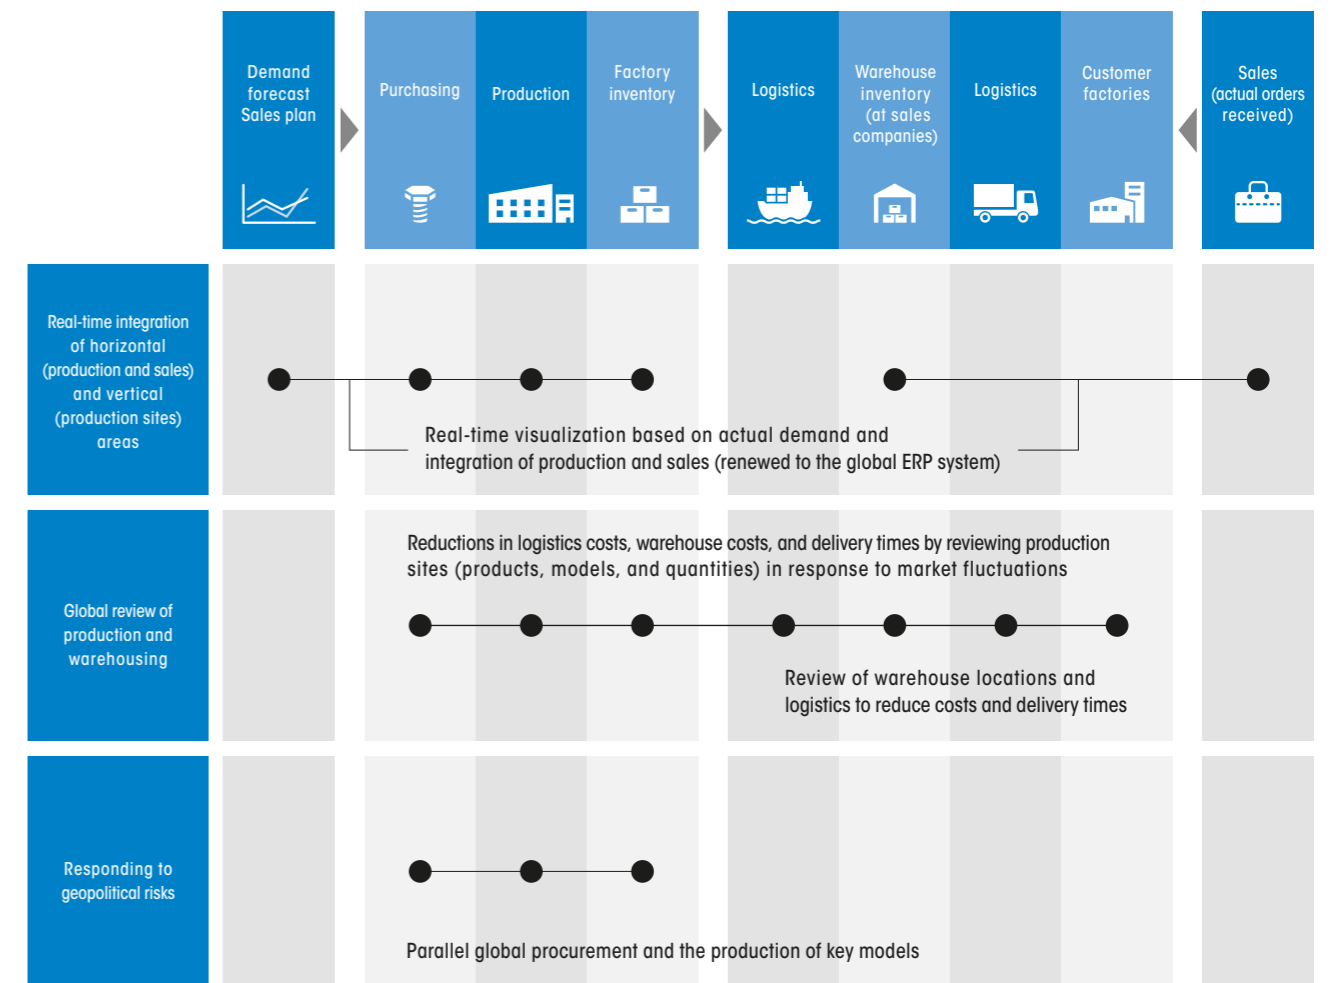 Demand
forecast
Sales plan
Purchasing
Production
Factory
inventory
Logistics
Warehouse
inventory
(at sales
companies)
Logistics
Customer
factories
Sales
(actual orders
received)
Real-time integration
of horizontal
(production and sales)
and vertical
(production sites)
areas
Real-time visualization based on actual demand and
integration of production and sales (renewed to the global ERP system)
Global review of
production and
warehousing
Reductions in logistics costs, warehouse costs, and delivery times by reviewing production
sites (products, models, and quantities) in response to market fluctuations
Review of warehouse locations and
logistics to reduce costs and delivery times
Responding to
geopolitical risks
Parallel global procurement and the production of key models